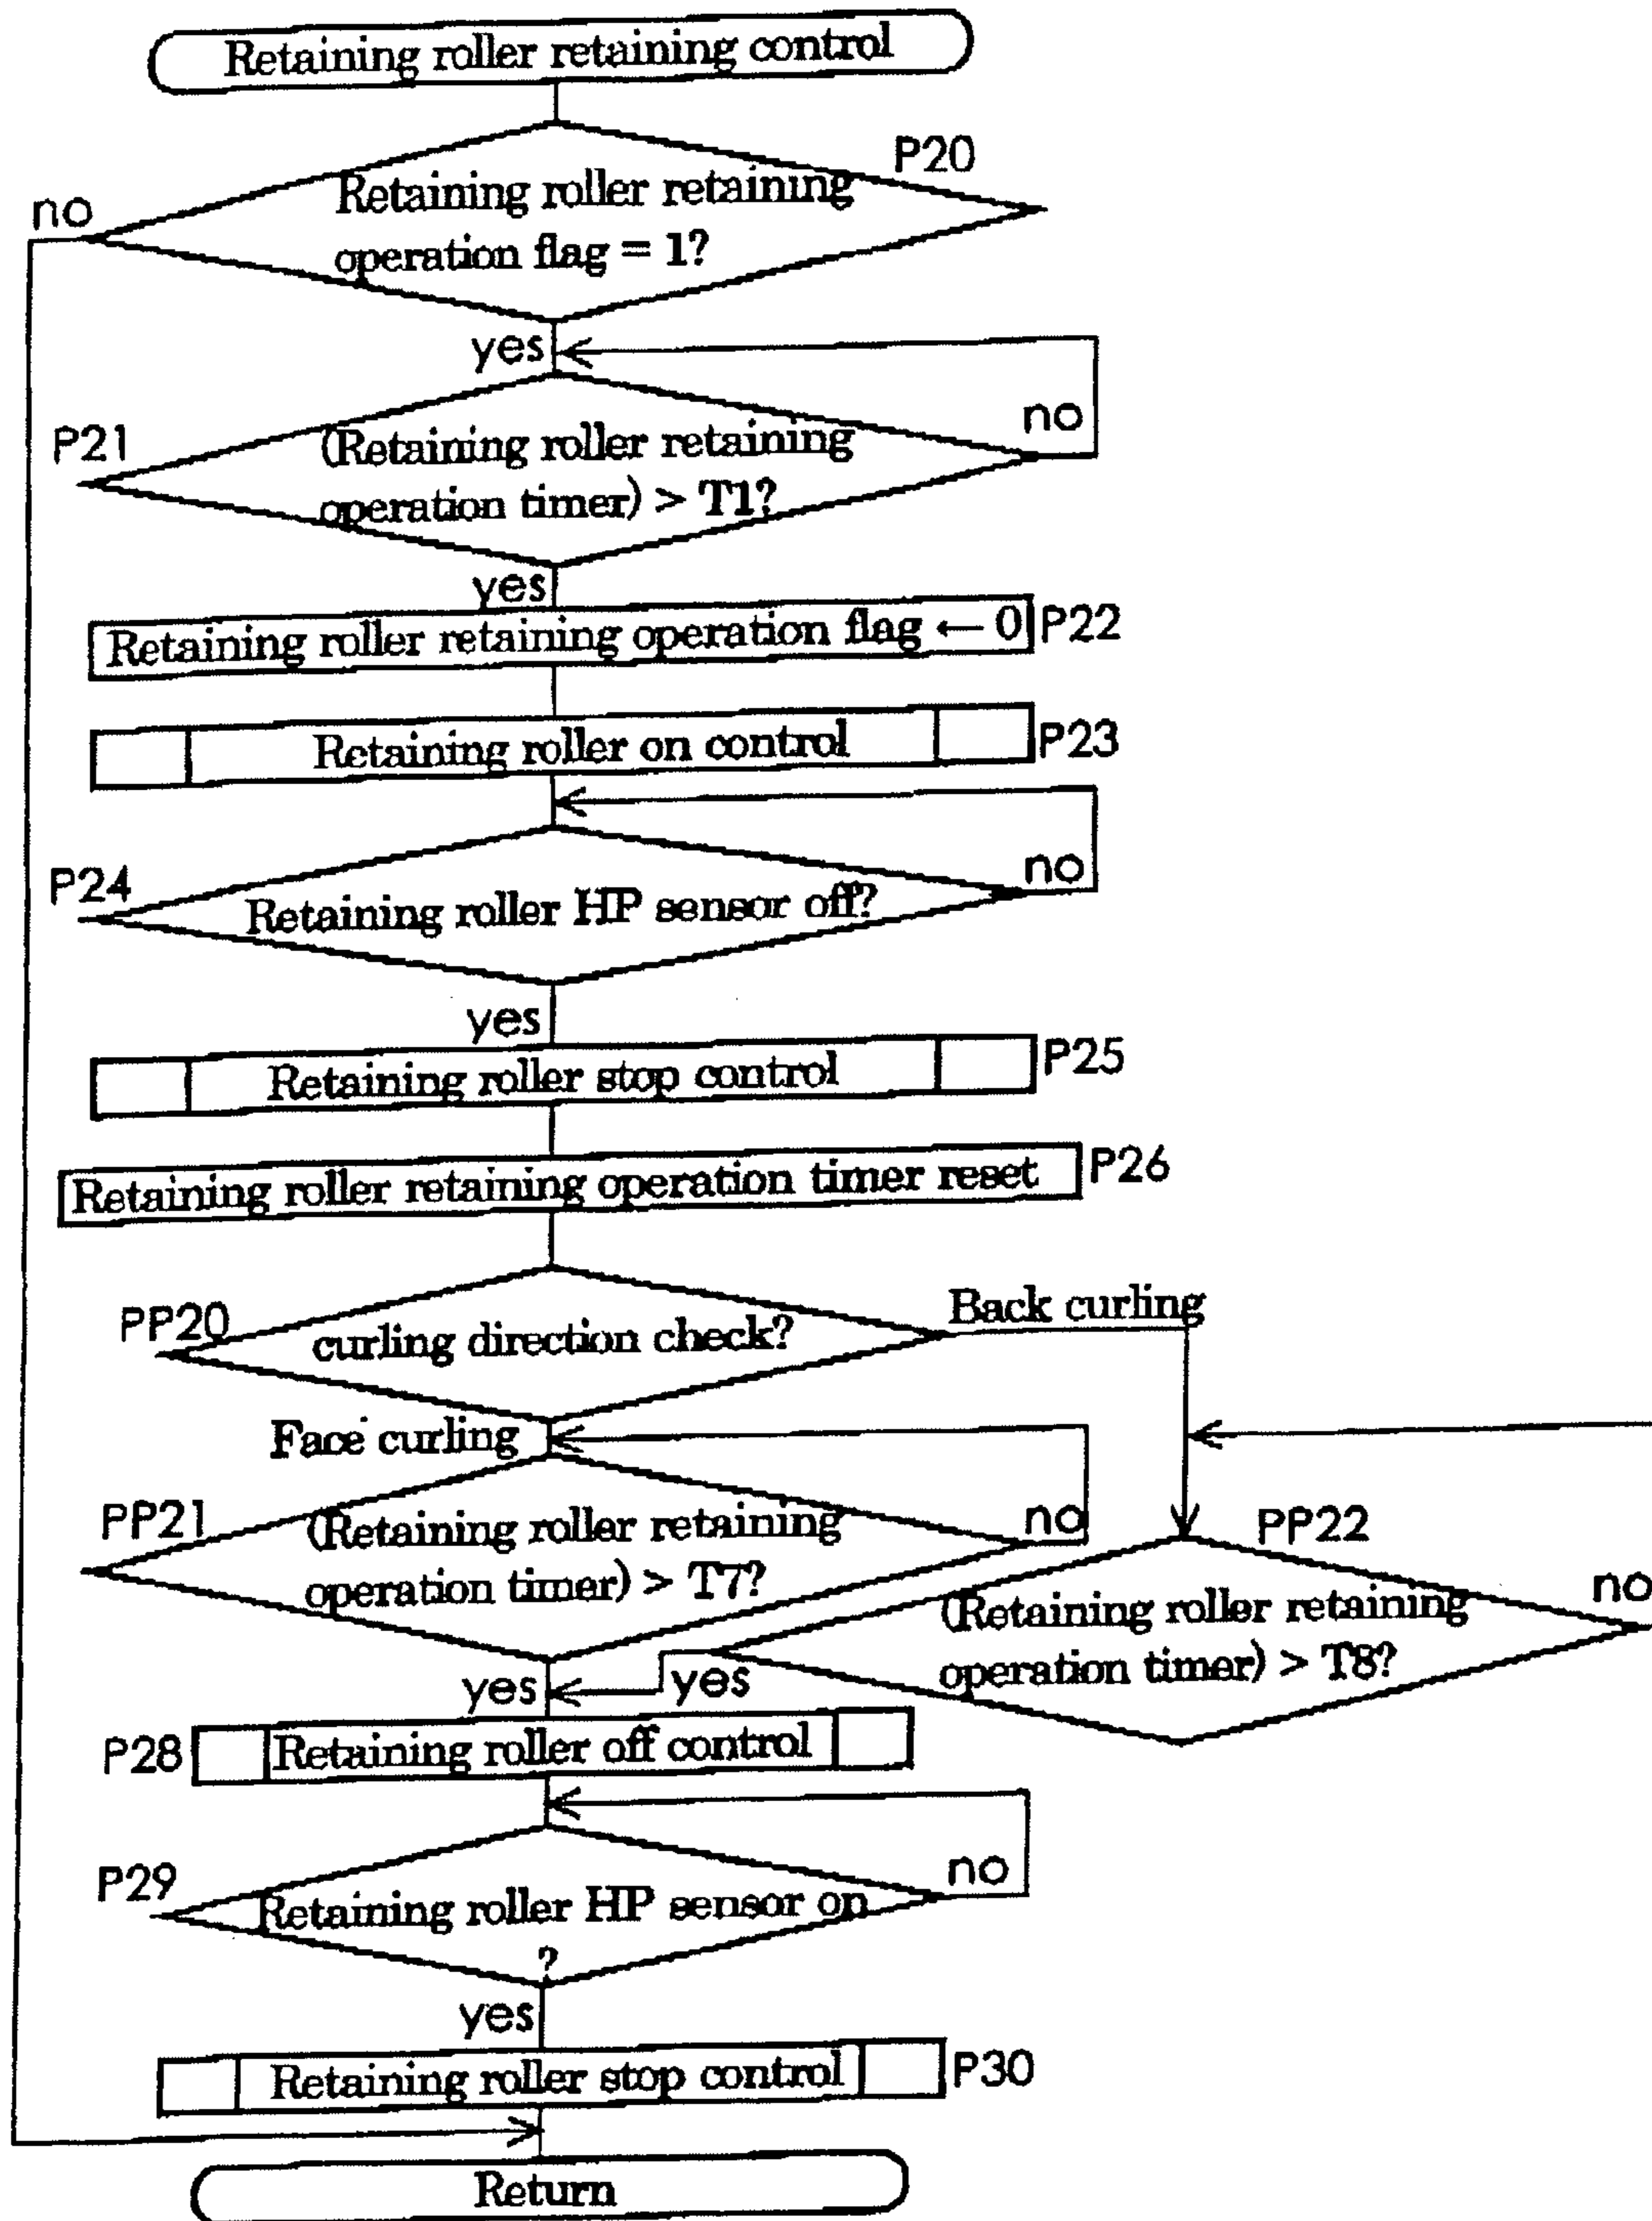 Retaining roller retaining control
P20
Retaining roller retaining
operation flag = 1?
no
yes
P21
(Retaining roller retaining
operation timer) > T1?
no
yes
Retaining roller retaining operation flag ← 0
P22
Retaining roller on control
P23
P24
Retaining roller HP sensor off?
no
yes
Retaining roller stop control
P25
Retaining roller retaining operation timer reset
P26
PP20
curling direction check?
Back curling
Face curling
PP21
(Retaining roller retaining
operation timer) > T7?
no
PP22
(Retaining roller retaining
operation timer) > T8?
no
yes
yes
P28
Retaining roller off control
P29
Retaining roller HP sensor on
?
no
yes
Retaining roller stop control
P30
Return